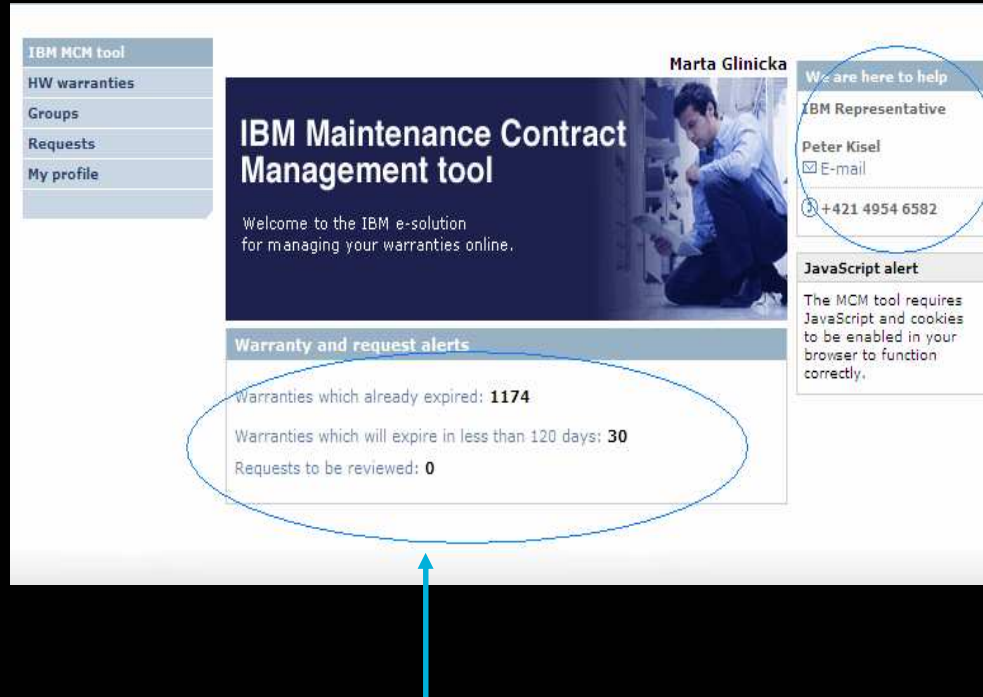 IBM MCM tool
HW warranties
Groups
Requests
My profile
Marta Glinicka
IBM Maintenance Contract
Management tool
Welcome to the IBM e-solution
for managing your warranties online.
Warranty and request alerts
Warranties which already expired: 1174
Warranties which will expire in less than 120 days: 30
Requests to be reviewed: 0
We are here to help
IBM Representative
Peter Kisel
E-mail
+421 4954 6582
JavaScript alert
The MCM tool requires
JavaScript and cookies
to be enabled in your
browser to function
correctly.